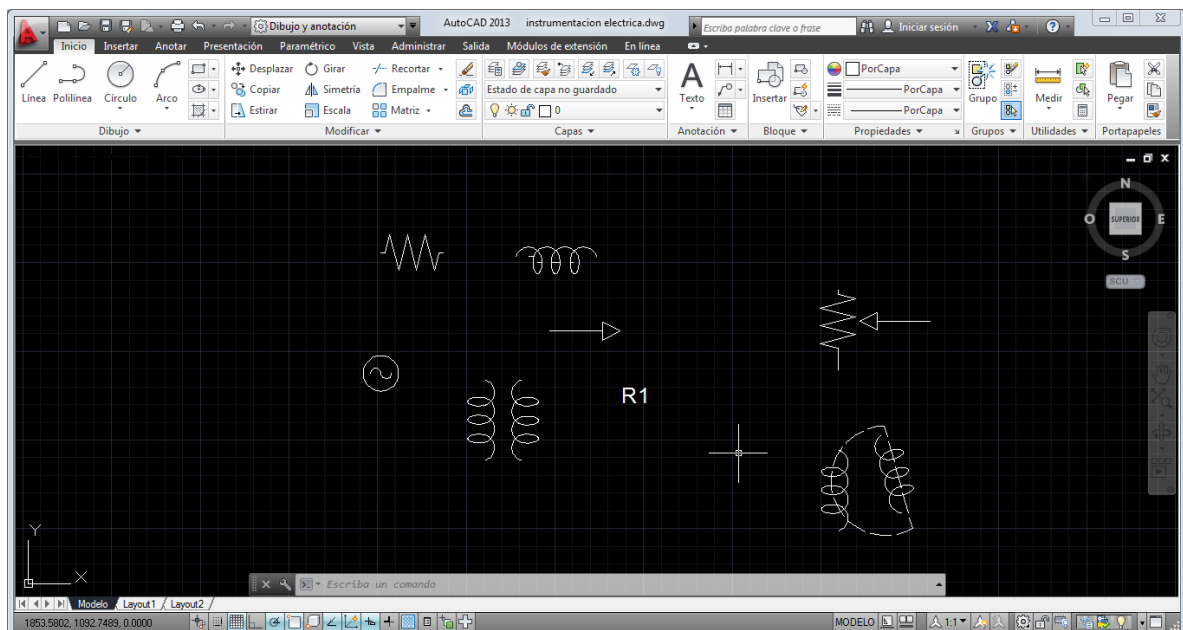 Dibujo y anotación AutoCAD 2013 instrumentacion electrica.dwg Escriba palabra clave o frase Iniciar sesión
Inicio Insertar Anotar Presentación Paramétrico Vista Administrar Salida Módulos de extensión En línea
Línea Polilínea Círculo Arco
Desplazar Girar Recortar
Copiar Simetría Empalme
Estirar Escala Matriz
Estado de capa no guardado
0
Texto Insertar
PorCapa
PorCapa
PorCapa
Grupo Medir Pegar
Dibujo Modificar Capas Anotación Bloque Propiedades Grupos Utilidades Portapapeles
N
O SUPERIOR E
S
SCU
R1
Y
X
Escriba un comando
Modelo Layout1 Layout2
1853.5802, 1092.7489, 0.0000 MODELO 1:1